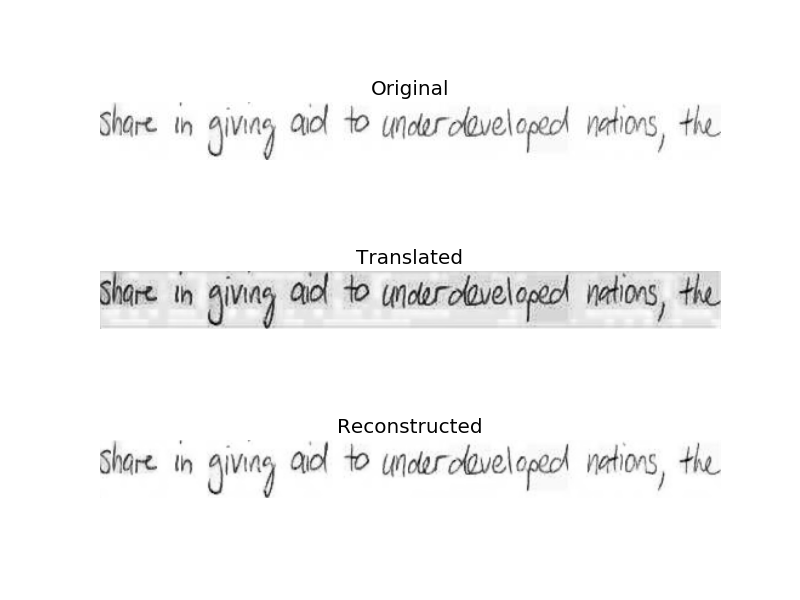 Original
share in giving aid to underdeveloped nations, the
Translated
share in giving aid to underdeveloped nations, the
Reconstructed
share in giving aid to underdeveloped nations, the